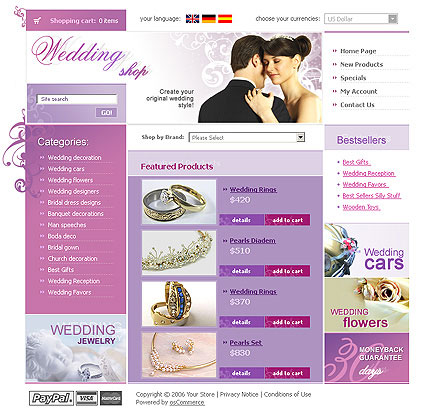 Shopping cart: 0 items
your language:
choose your currencies:
US Dollar
Wedding
shop
Create your
original wedding
style!
Home Page
New Products
Specials
My Account
Contact Us
Site search
GO!
Shop by Brand:
Please Select
Categories:
Wedding decoration
Wedding cars
Wedding flowers
Wedding designers
Bridal dress designs
Banquet decorations
Man speeches
Boda deco
Bridal gown
Church decoration
Best Gifts
Wedding Reception
Wedding Favors
WEDDING
JEWELRY
Featured Products
Wedding Rings
$420
details
add to cart
Pearls Diadem
$510
details
add to cart
Wedding Rings
$370
details
add to cart
Pearls Set
$830
details
add to cart
Bestsellers
Best Gifts
Wedding Reception
Wedding Favors
Best Sellers Silly Stuff
Wooden Toys
Wedding
cars
Wedding
flowers
30
MONEYBACK
GUARANTEE
days
PayPal
VISA
MasterCard
Copyright © 2006 Your Store | Privacy Notice | Conditions of Use
Powered by osCommerce